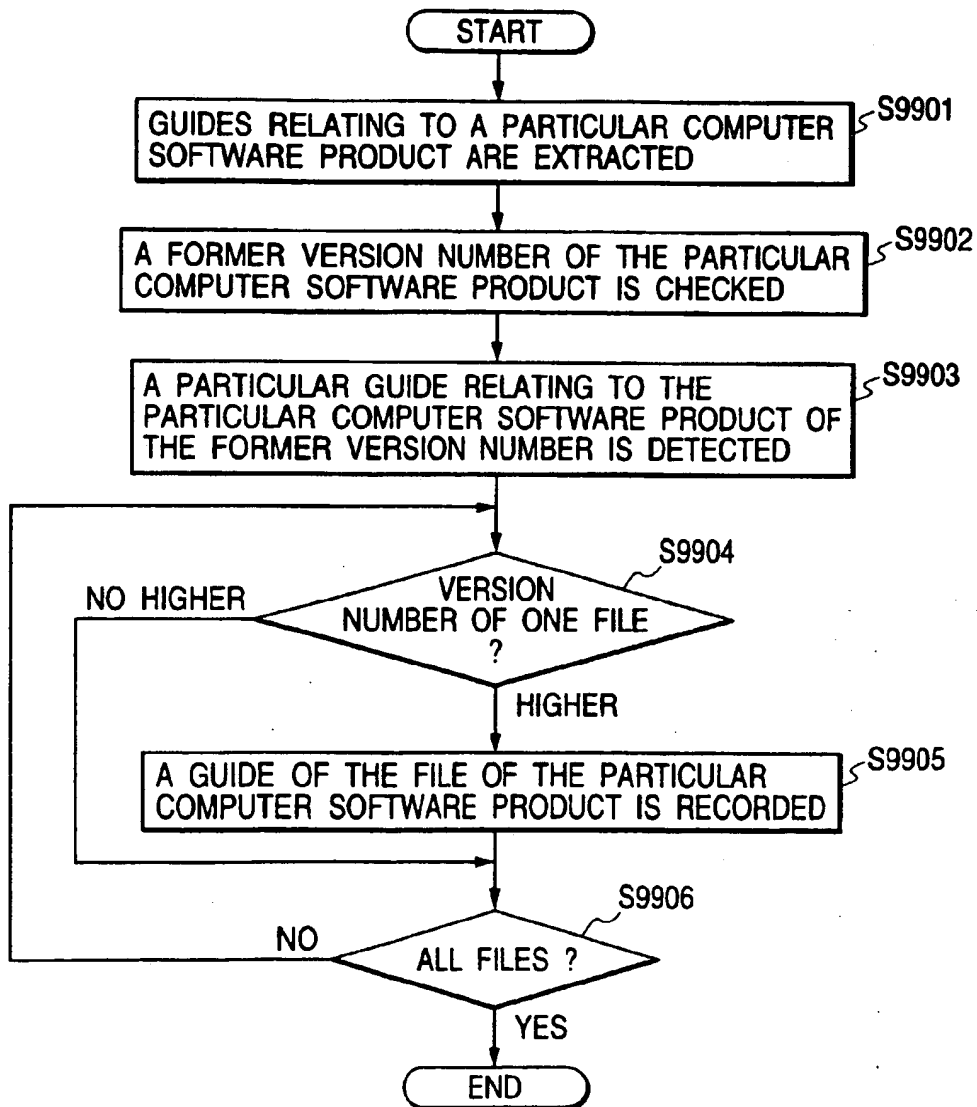 START
S9901
GUIDES RELATING TO A PARTICULAR COMPUTER
SOFTWARE PRODUCT ARE EXTRACTED
S9902
A FORMER VERSION NUMBER OF THE PARTICULAR
COMPUTER SOFTWARE PRODUCT IS CHECKED
S9903
A PARTICULAR GUIDE RELATING TO THE
PARTICULAR COMPUTER SOFTWARE PRODUCT OF
THE FORMER VERSION NUMBER IS DETECTED
S9904
NO HIGHER
VERSION
NUMBER OF ONE FILE
?
HIGHER
S9905
A GUIDE OF THE FILE OF THE PARTICULAR
COMPUTER SOFTWARE PRODUCT IS RECORDED
S9906
NO
ALL FILES ?
YES
END